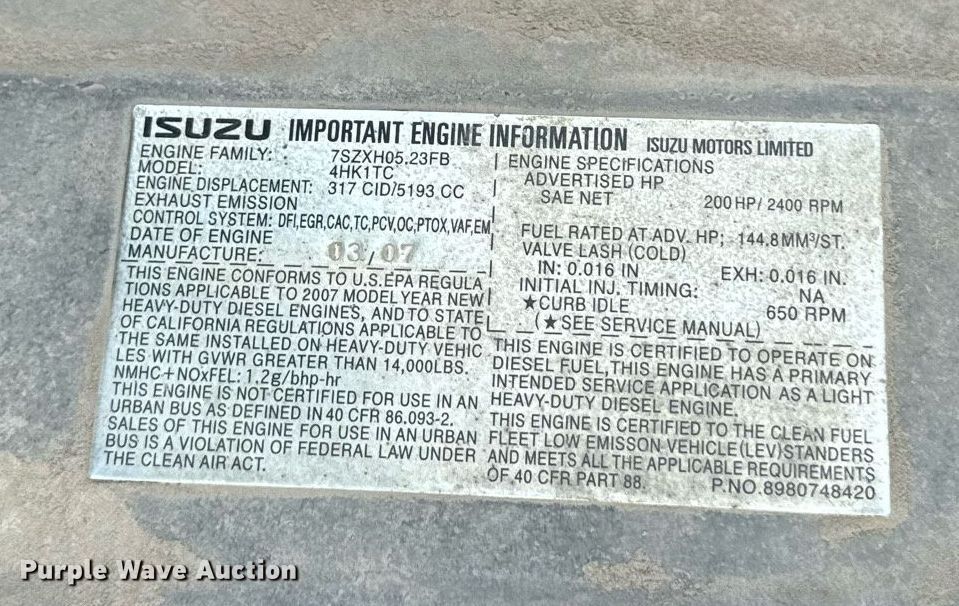 ISUZU IMPORTANT ENGINE INFORMATION ISUZU MOTORS LIMITED
ENGINE FAMILY: 7SZXH05.23FB
MODEL: 4HK1TC
ENGINE DISPLACEMENT: 317 CID/5193 CC
EXHAUST EMISSION
CONTROL SYSTEM: DFI,EGR,CAC,TC,PCV,OC,PTOX,VAF,EM
DATE OF ENGINE
MANUFACTURE: 03/07
THIS ENGINE CONFORMS TO U.S.EPA REGULA
TIONS APPLICABLE TO 2007 MODEL YEAR NEW
HEAVY-DUTY DIESEL ENGINES, AND TO STATE
OF CALIFORNIA REGULATIONS APPLICABLE TO
THE SAME INSTALLED ON HEAVY-DUTY VEHIC
LES WITH GVWR GREATER THAN 14,000LBS.
NMHC+NOxFEL: 1.2g/bhp-hr
THIS ENGINE IS NOT CERTIFIED FOR USE IN AN
URBAN BUS AS DEFINED IN 40 CFR 86.093-2.
SALES OF THIS ENGINE FOR USE IN AN URBAN
BUS IS A VIOLATION OF FEDERAL LAW UNDER
THE CLEAN AIR ACT.
ENGINE SPECIFICATIONS
ADVERTISED HP
SAE NET 200 HP/ 2400 RPM
FUEL RATED AT ADV. HP; 144.8MM³/ST.
VALVE LASH (COLD)
IN: 0.016 IN EXH: 0.016 IN.
INITIAL INJ. TIMING: NA
★CURB IDLE 650 RPM
(★SEE SERVICE MANUAL)
THIS ENGINE IS CERTIFIED TO OPERATE ON
DIESEL FUEL,THIS ENGINE HAS A PRIMARY
INTENDED SERVICE APPLICATION AS A LIGHT
HEAVY-DUTY DIESEL ENGINE.
THIS ENGINE IS CERTIFIED TO THE CLEAN FUEL
FLEET LOW EMISSON VEHICLE(LEV)STANDERS
AND MEETS ALL THE APPLICABLE REQUIREMENTS
OF 40 CFR PART 88. P.NO.8980748420
Purple Wave Auction